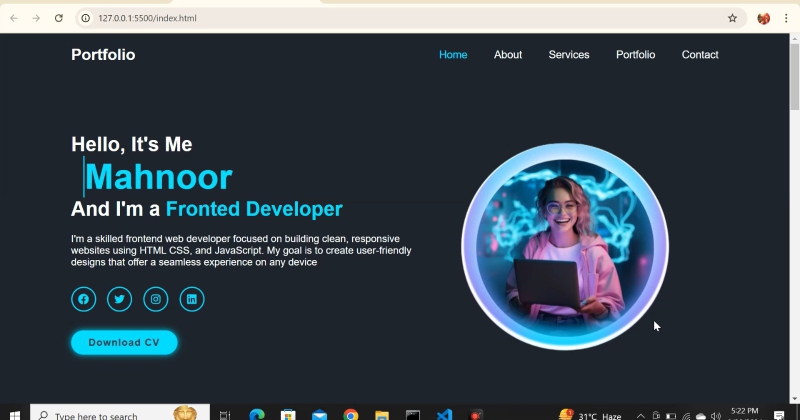 127.0.0.1:5500/index.html
Portfolio
Home About Services Portfolio Contact
Hello, It's Me
Mahnoor
And I'm a Fronted Developer
I'm a skilled frontend web developer focused on building clean, responsive
websites using HTML CSS, and JavaScript. My goal is to create user-friendly
designs that offer a seamless experience on any device
Download CV
Type here to search
31°C Haze
5:22 PM